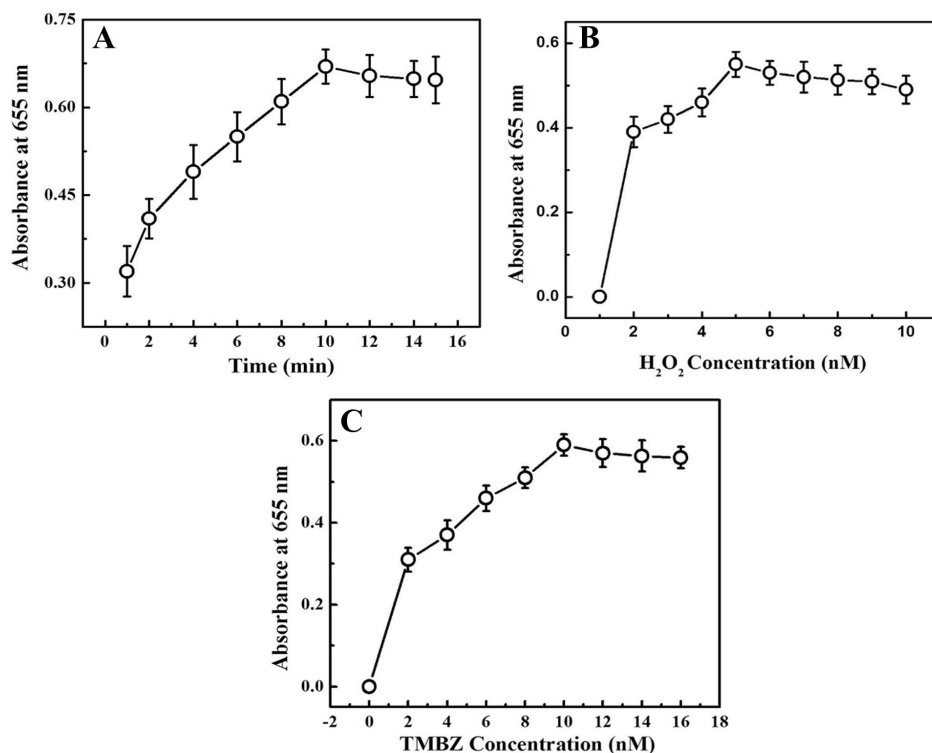 A
0.75
0.60
0.45
0.30
Absorbance at 655 nm
0 2 4 6 8 10 12 14 16
Time (min)
B
0.6
0.4
0.2
0.0
Absorbance at 655 nm
0 2 4 6 8 10
H₂O₂ Concentration (nM)
C
0.6
0.4
0.2
0.0
Absorbance at 655 nm
-2 0 2 4 6 8 10 12 14 16 18
TMBZ Concentration (nM)